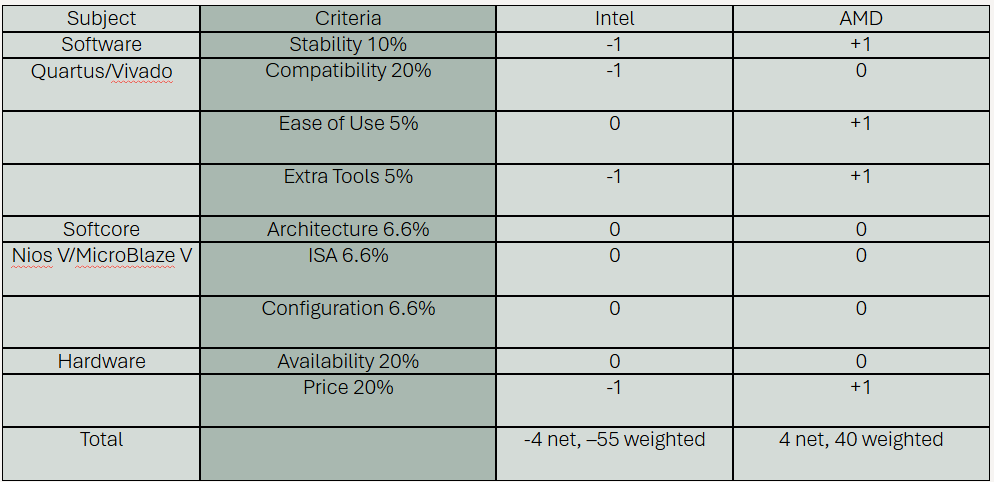 Subject Criteria Intel AMD
Software Stability 10% -1 +1
Quartus/Vivado Compatibility 20% -1 0
Ease of Use 5% 0 +1
Extra Tools 5% -1 +1
Softcore Architecture 6.6% 0 0
Nios V/MicroBlaze V ISA 6.6% 0 0
Configuration 6.6% 0 0
Hardware Availability 20% 0 0
Price 20% -1 +1
Total -4 net, –55 weighted 4 net, 40 weighted